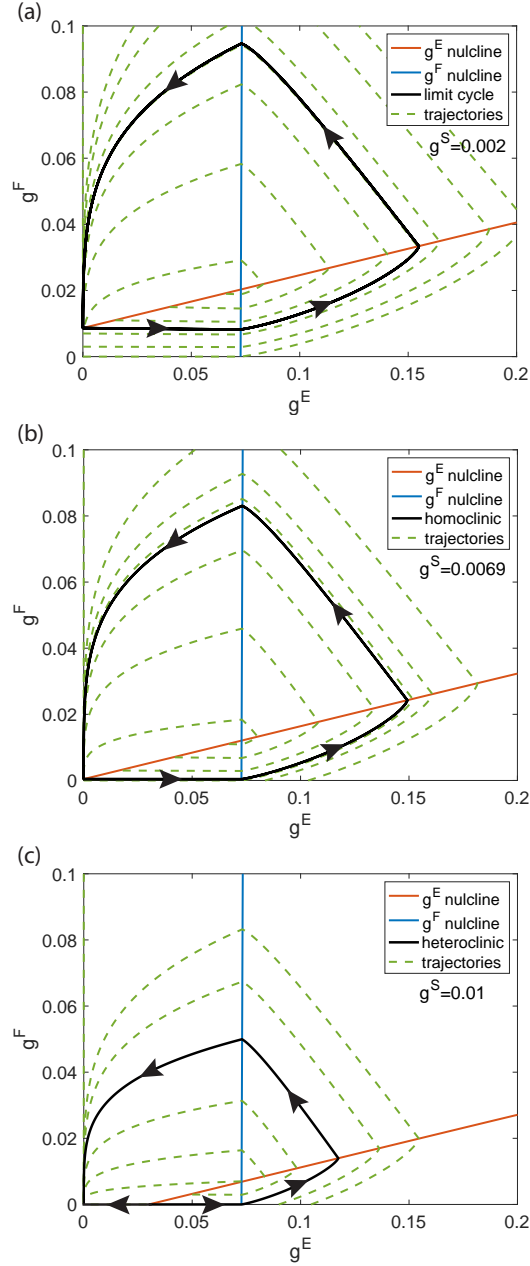 (a)
0.1
0.08
0.06
0.04
0.02
0
g^F
g^E nulcline
g^F nulcline
limit cycle
trajectories
g^S=0.002
0 0.05 0.1 0.15 0.2
g^E
(b)
0.1
0.08
0.06
0.04
0.02
0
g^F
g^E nulcline
g^F nulcline
homoclinic
trajectories
g^S=0.0069
0 0.05 0.1 0.15 0.2
g^E
(c)
0.1
0.08
0.06
0.04
0.02
0
g^F
g^E nulcline
g^F nulcline
heteroclinic
trajectories
g^S=0.01
0 0.05 0.1 0.15 0.2
g^E